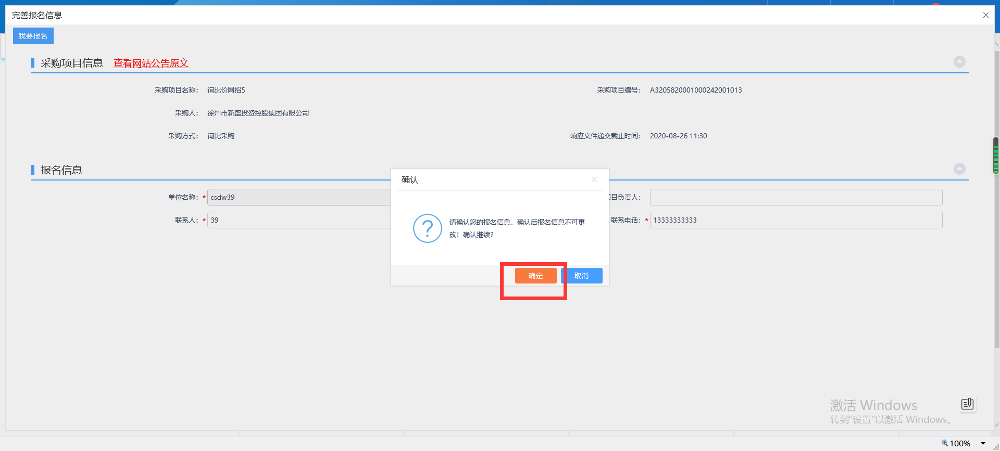 完善报名信息
我要报名
采购项目信息 查看网站公告原文
采购项目名称： 询比价网招5 采购项目编号： A3205820001000242001013
采购人： 徐州市新盛投资控股集团有限公司
采购方式： 询比采购 响应文件递交截止时间： 2020-08-26 11:30
报名信息
单位名称：* csdw39 项目负责人：
联系人：* 39 联系电话：* 13333333333
确认
请确认您的报名信息，确认后报名信息不可更
改！确认继续？
确定 取消
激活 Windows
转到“设置”以激活 Windows。
100%